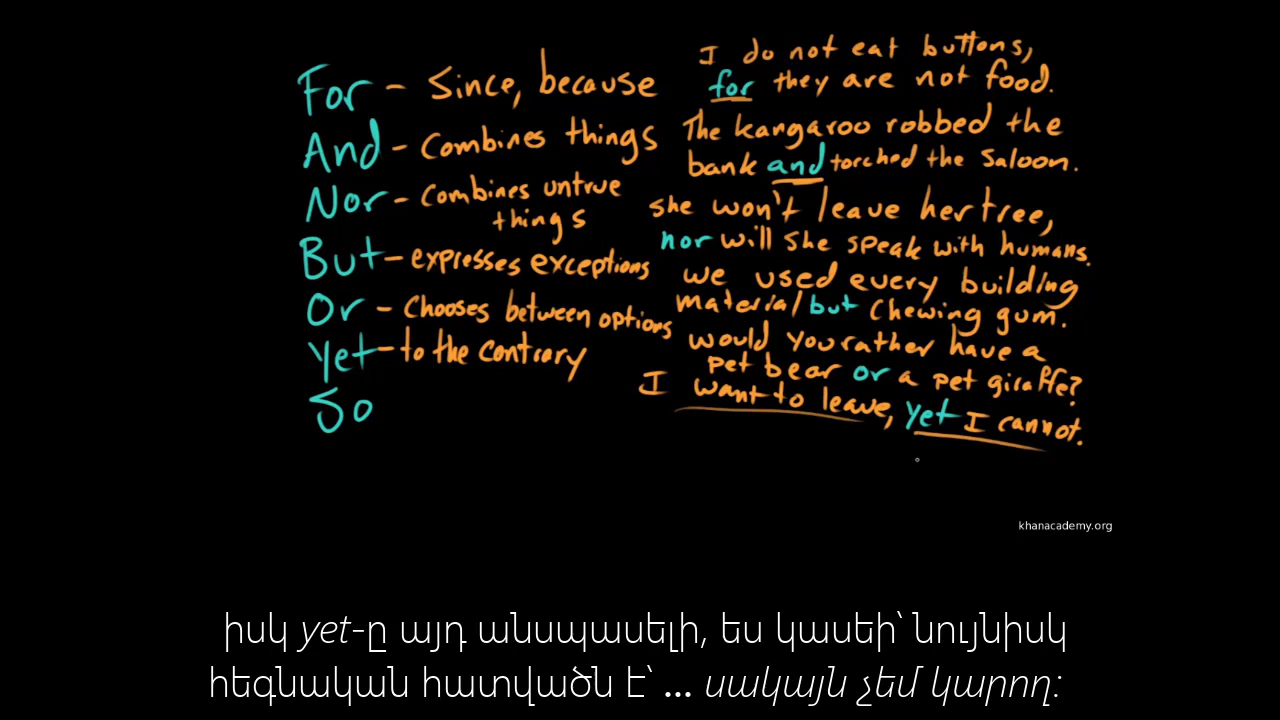 For - Since, because
And - Combines things
Nor - Combines untrue
things
But - expresses exceptions
Or - Chooses between options
Yet - to the contrary
So
I do not eat buttons,
for they are not food.
The kangaroo robbed the
bank and torched the saloon.
she won't leave her tree,
nor will she speak with humans.
we used every building
material but chewing gum.
would you rather have a
pet bear or a pet giraffe?
I want to leave, yet I cannot.
khanacademy.org
իսկ yet-ը այդ անսպասելի, ես կասեի՝ նույնիսկ
հեգնական հատվածն է՝ ... սակայն չեմ կարող: